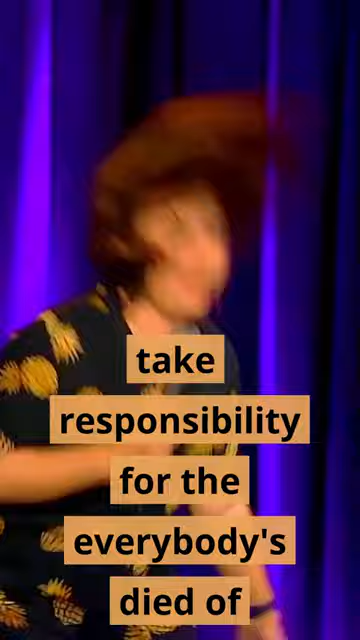 take
responsibility
for the
everybody's
died of